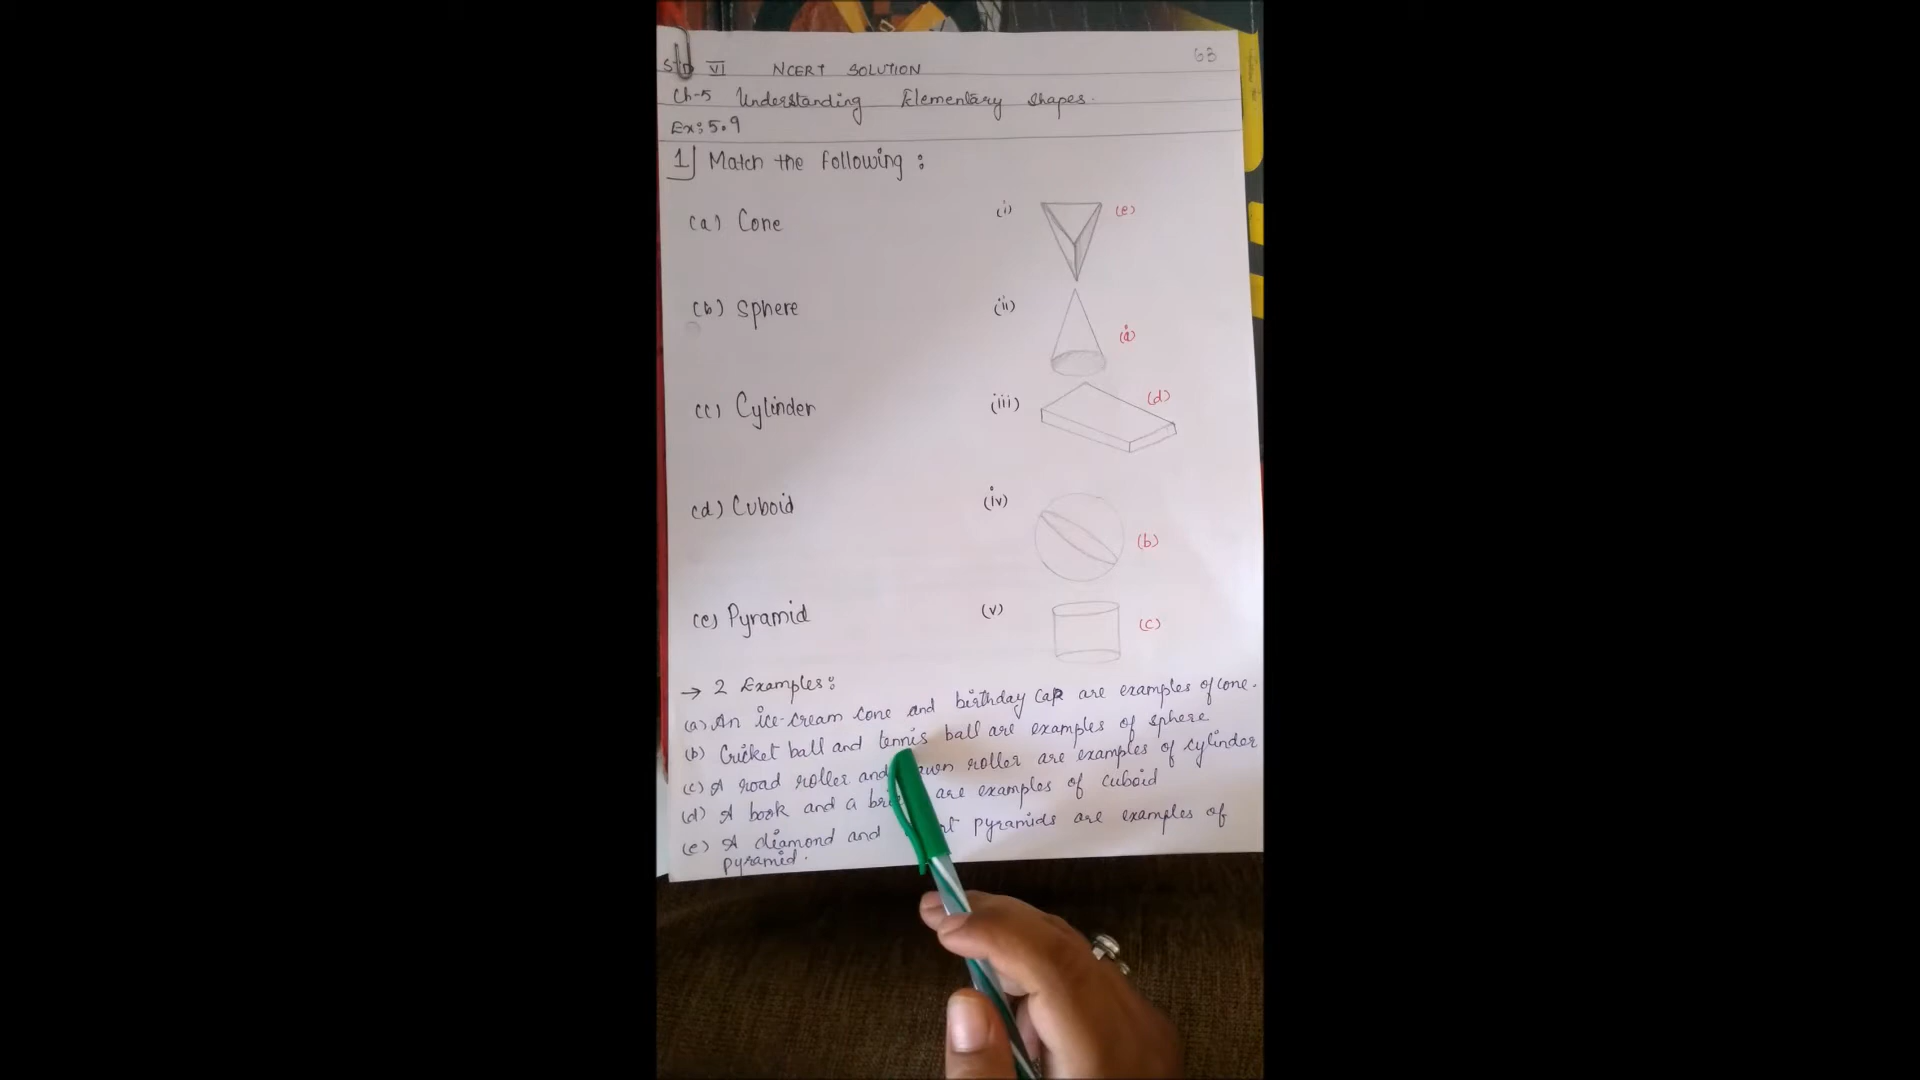 Std VI NCERT SOLUTION 63
Ch-5 Understanding Elementary Shapes.
Ex: 5.9
1] Match the following :
(a) Cone (i) (e)
(b) Sphere (ii) (a)
(c) Cylinder (iii) (d)
(d) Cuboid (iv) (b)
(e) Pyramid (v) (c)
→ 2 Examples:
(a) An ice-cream cone and birthday cap are examples of cone.
(b) Cricket ball and tennis ball are examples of sphere
(c) A road roller and roller are examples of cylinder
(d) A book and a are examples of cuboid
(e) A diamond and pyramids are examples of
pyramid.